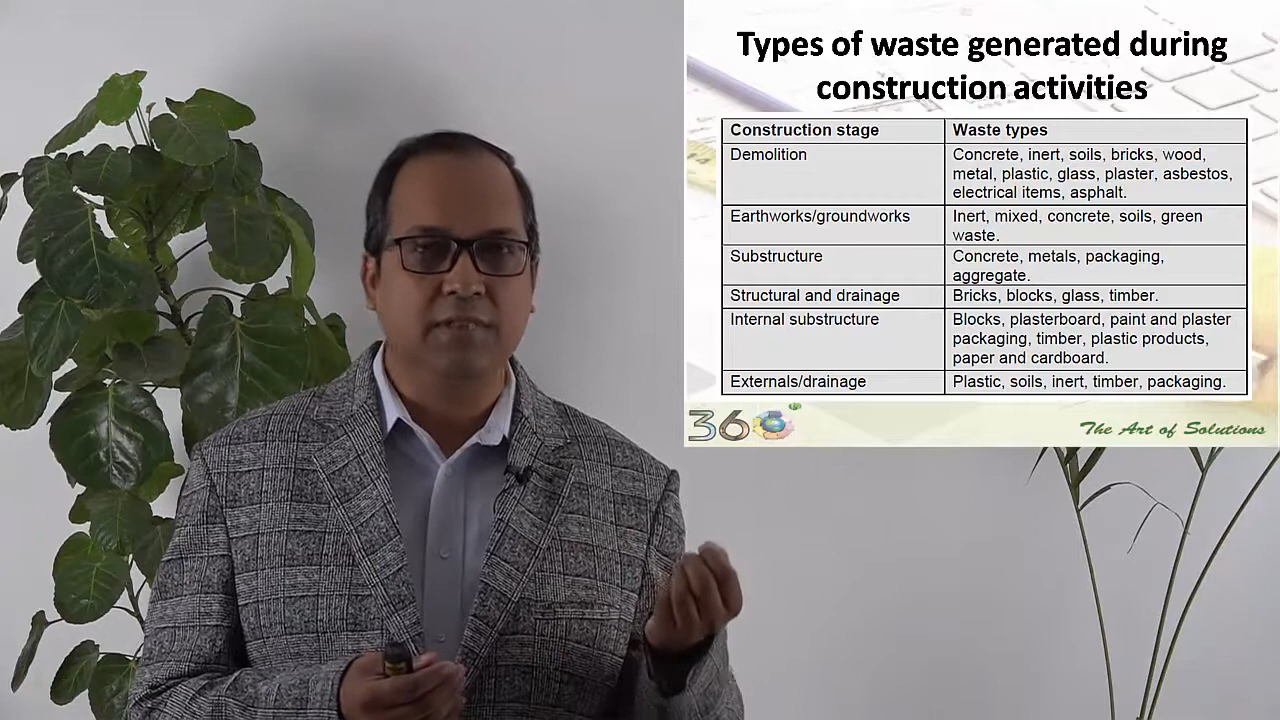 Types of waste generated during
construction activities
Construction stage Waste types
Demolition Concrete, inert, soils, bricks, wood,
metal, plastic, glass, plaster, asbestos,
electrical items, asphalt.
Earthworks/groundworks Inert, mixed, concrete, soils, green
waste.
Substructure Concrete, metals, packaging,
aggregate.
Structural and drainage Bricks, blocks, glass, timber.
Internal substructure Blocks, plasterboard, paint and plaster
packaging, timber, plastic products,
paper and cardboard.
Externals/drainage Plastic, soils, inert, timber, packaging.
360
The Art of Solutions